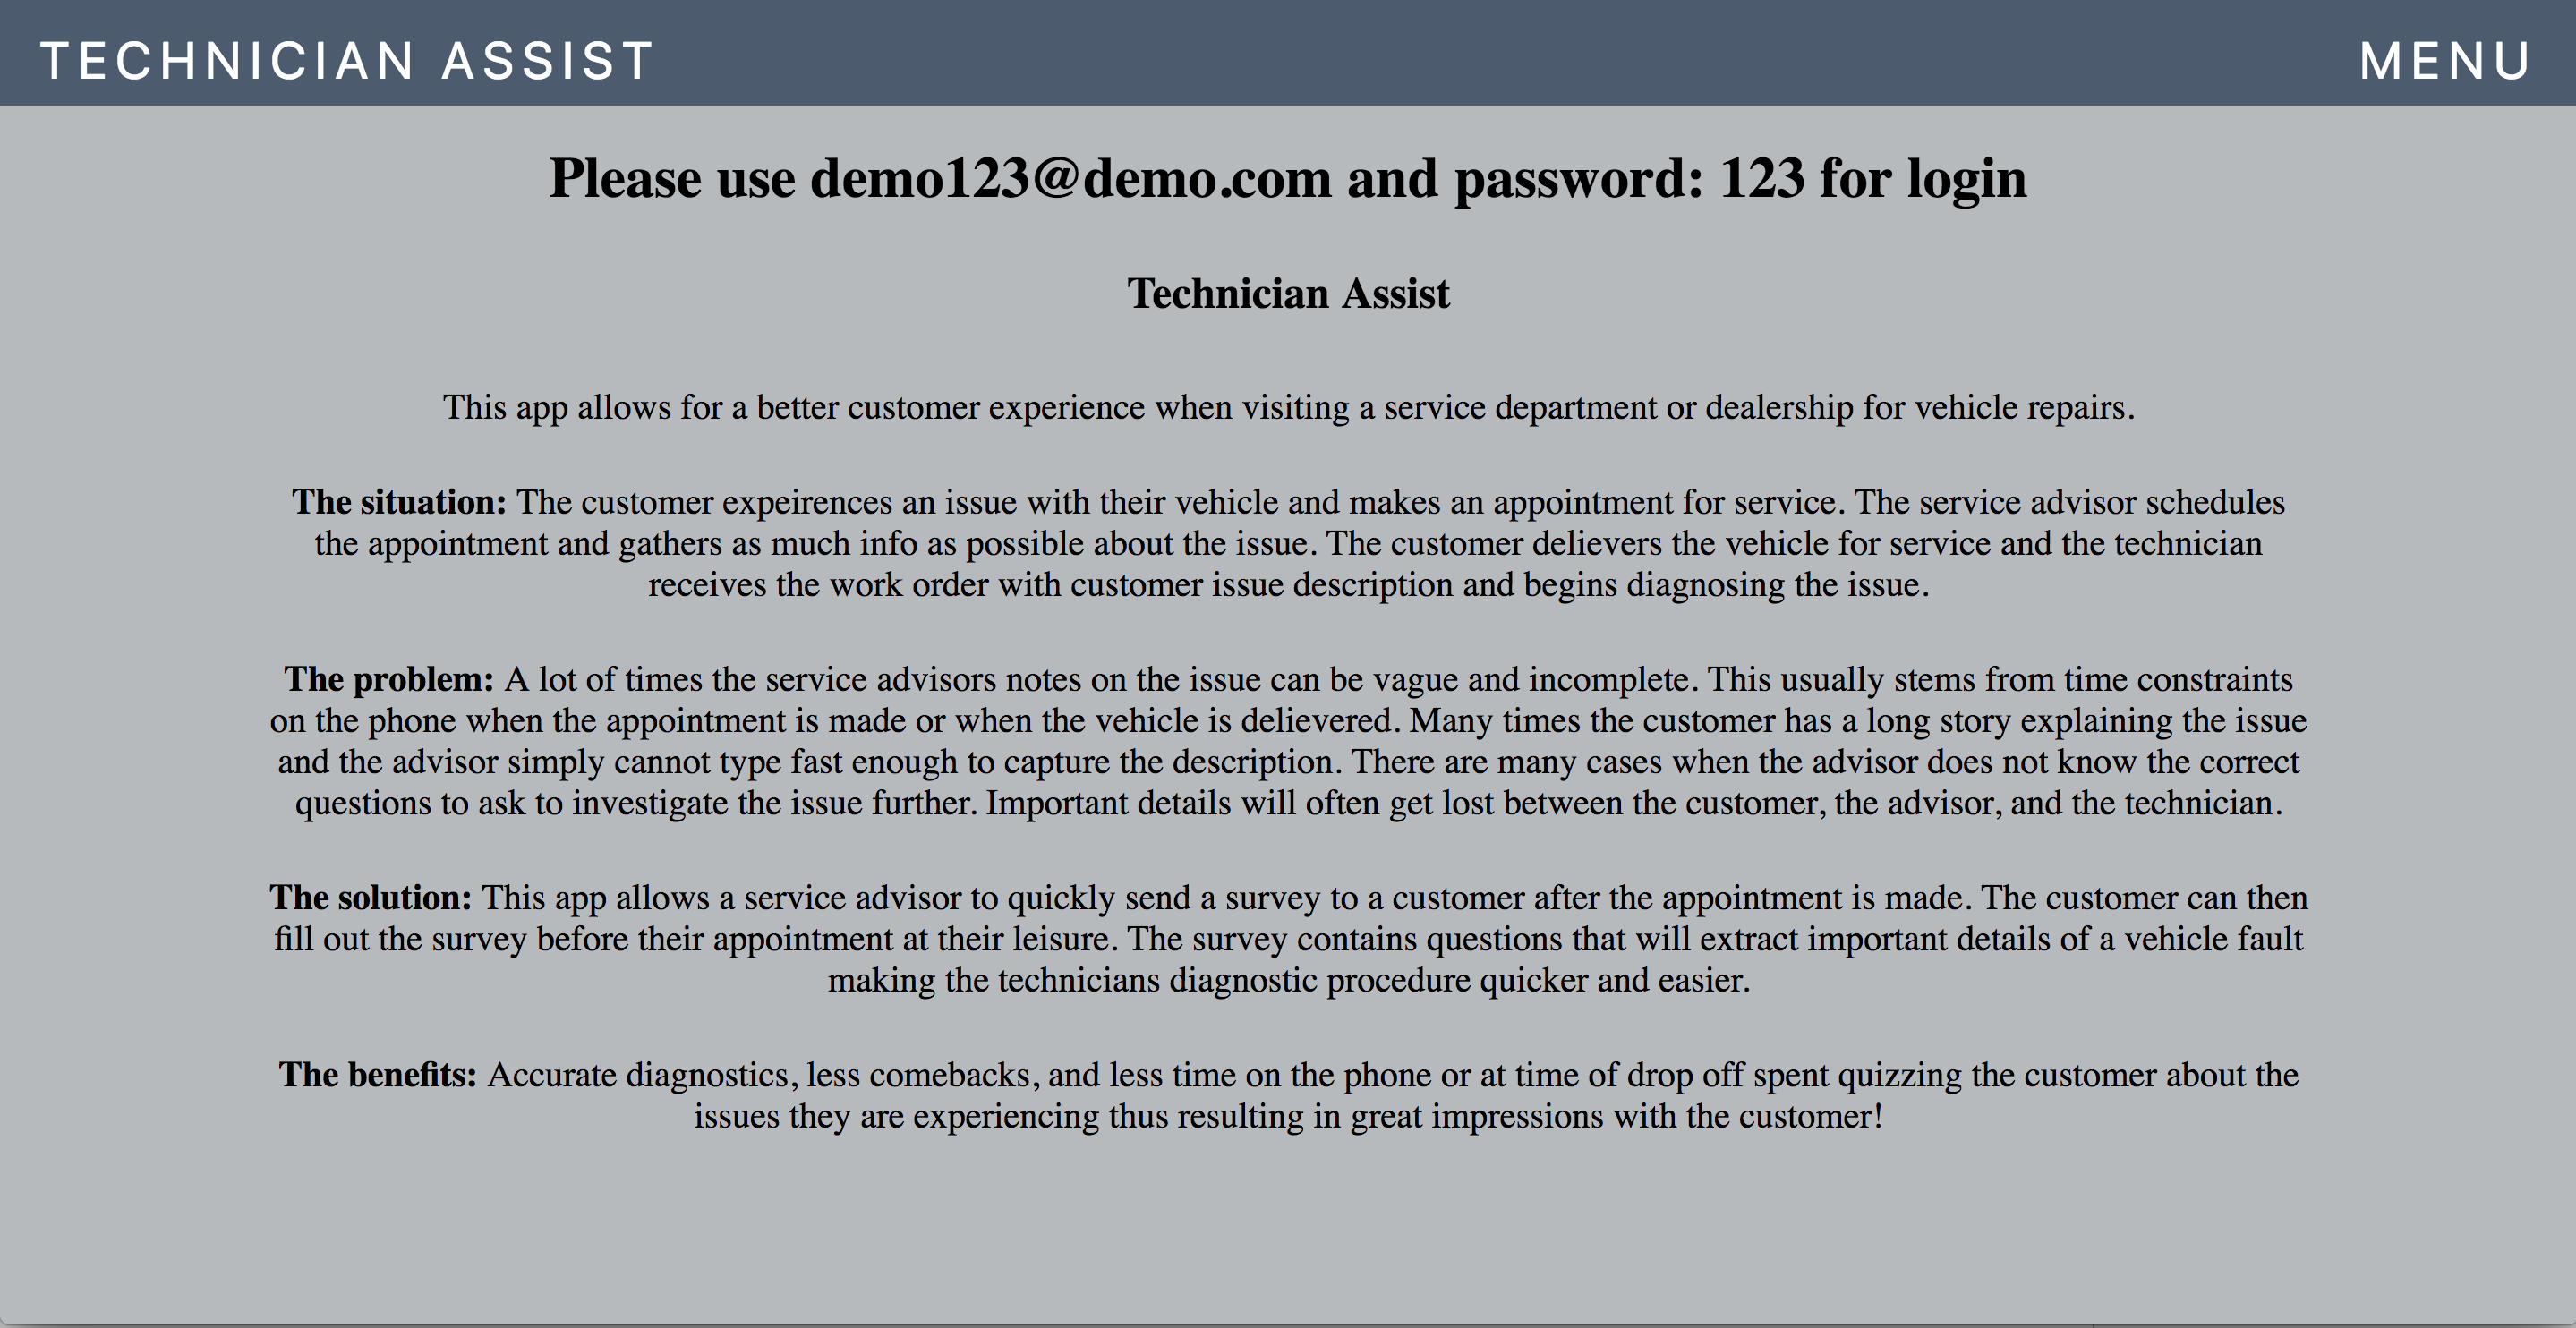 TECHNICIAN ASSIST
MENU
Please use demo123@demo.com and password: 123 for login
Technician Assist
This app allows for a better customer experience when visiting a service department or dealership for vehicle repairs.
The situation: The customer expeirences an issue with their vehicle and makes an appointment for service. The service advisor schedules
the appointment and gathers as much info as possible about the issue. The customer delievers the vehicle for service and the technician
receives the work order with customer issue description and begins diagnosing the issue.
The problem: A lot of times the service advisors notes on the issue can be vague and incomplete. This usually stems from time constraints
on the phone when the appointment is made or when the vehicle is delievered. Many times the customer has a long story explaining the issue
and the advisor simply cannot type fast enough to capture the description. There are many cases when the advisor does not know the correct
questions to ask to investigate the issue further. Important details will often get lost between the customer, the advisor, and the technician.
The solution: This app allows a service advisor to quickly send a survey to a customer after the appointment is made. The customer can then
fill out the survey before their appointment at their leisure. The survey contains questions that will extract important details of a vehicle fault
making the technicians diagnostic procedure quicker and easier.
The benefits: Accurate diagnostics, less comebacks, and less time on the phone or at time of drop off spent quizzing the customer about the
issues they are experiencing thus resulting in great impressions with the customer!